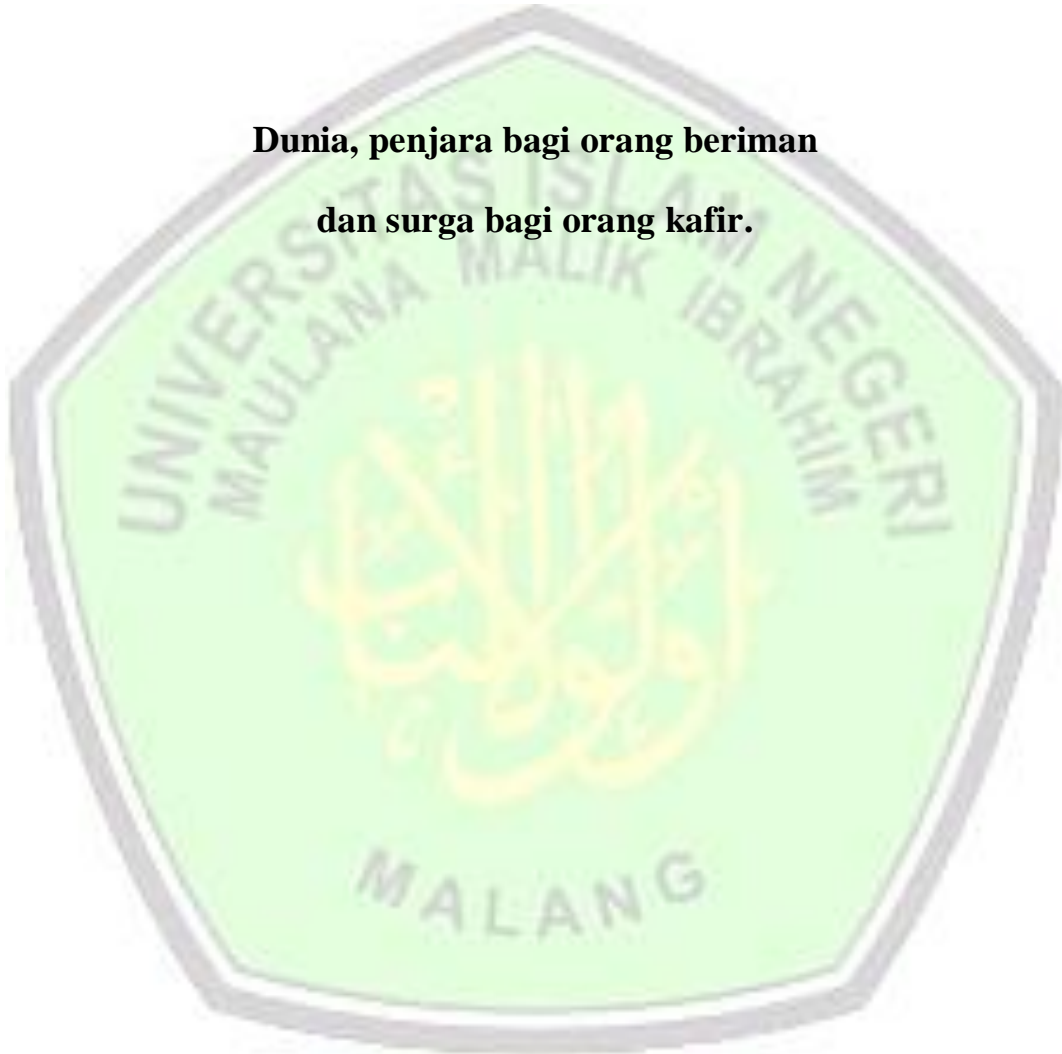 Dunia, penjara bagi orang beriman
dan surga bagi orang kafir.
UNIVERSITAS ISLAM NEGERI
MAULANA MALIK IBRAHIM
MALANG